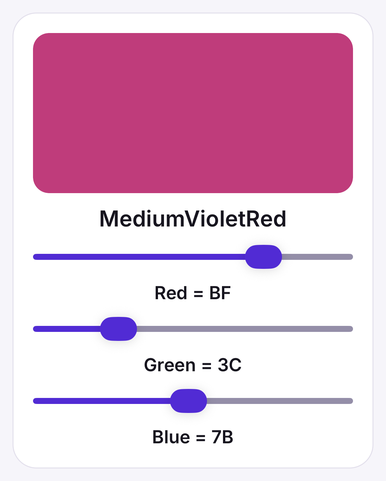 MediumVioletRed
Red = BF
Green = 3C
Blue = 7B